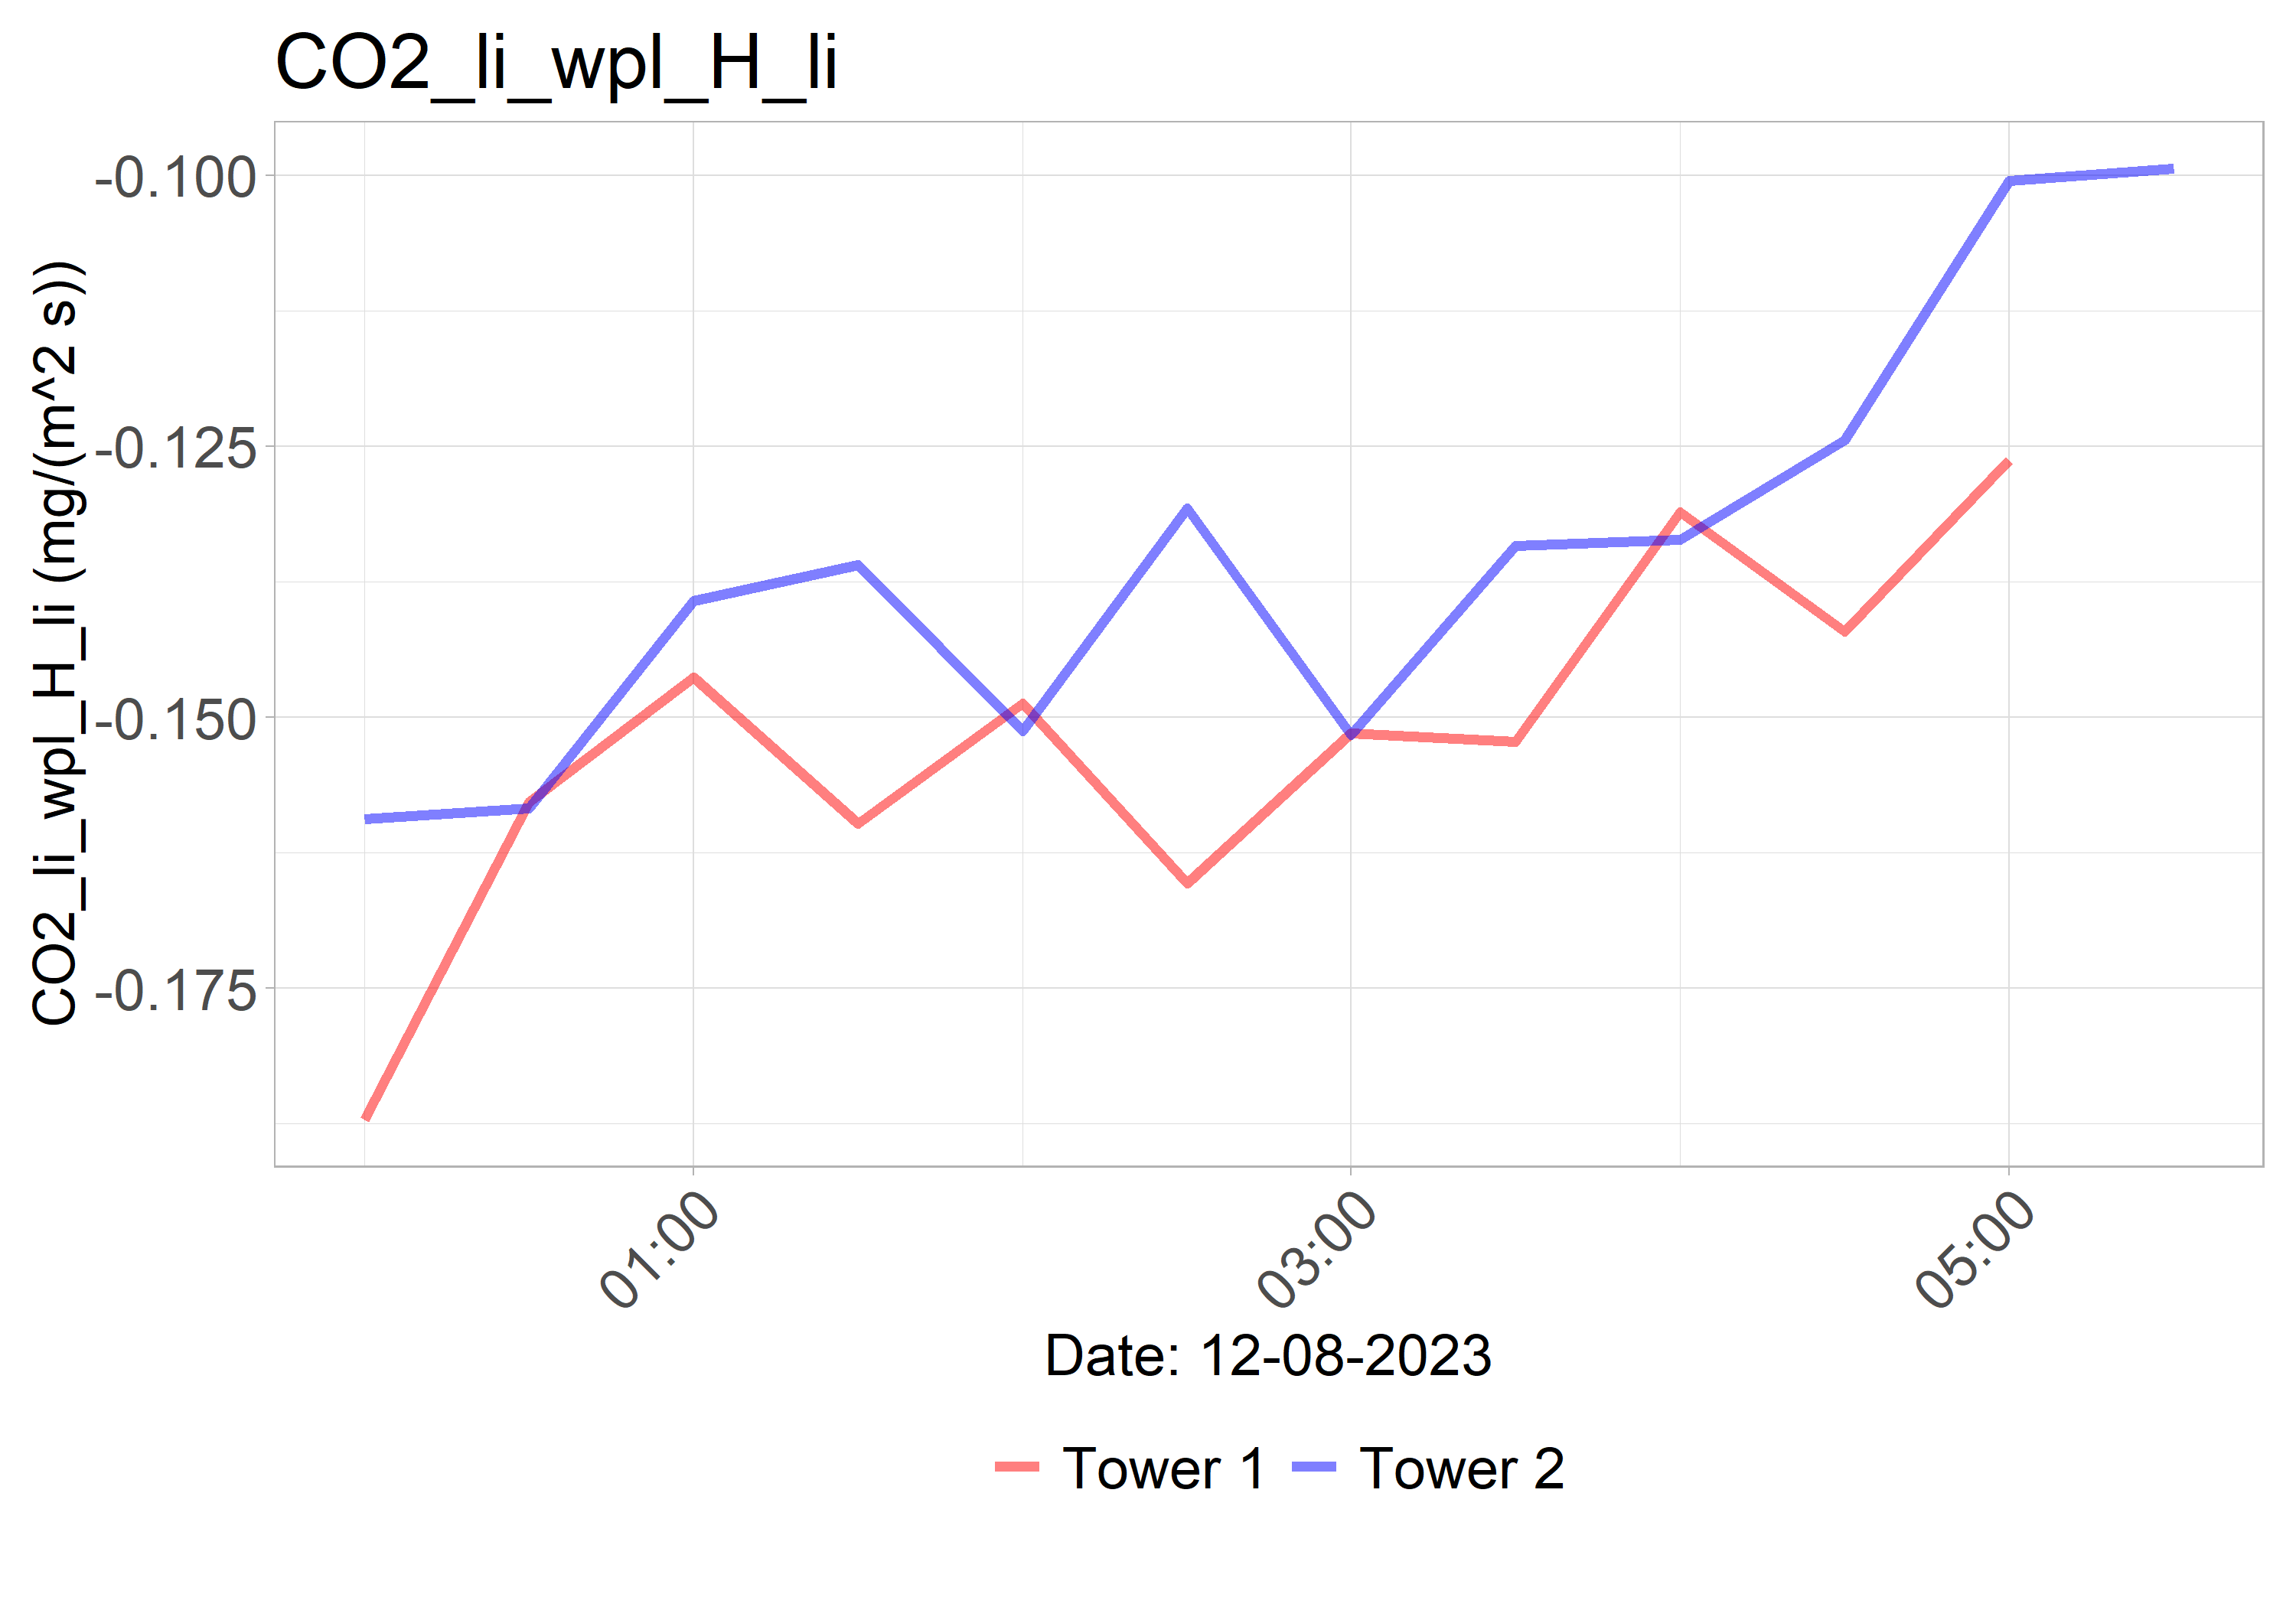 CO2_li_wpl_H_li
CO2_li_wpl_H_li (mg/(m^2 s))
-0.100
-0.125
-0.150
-0.175
01:00
03:00
05:00
Date: 12-08-2023
Tower 1
Tower 2